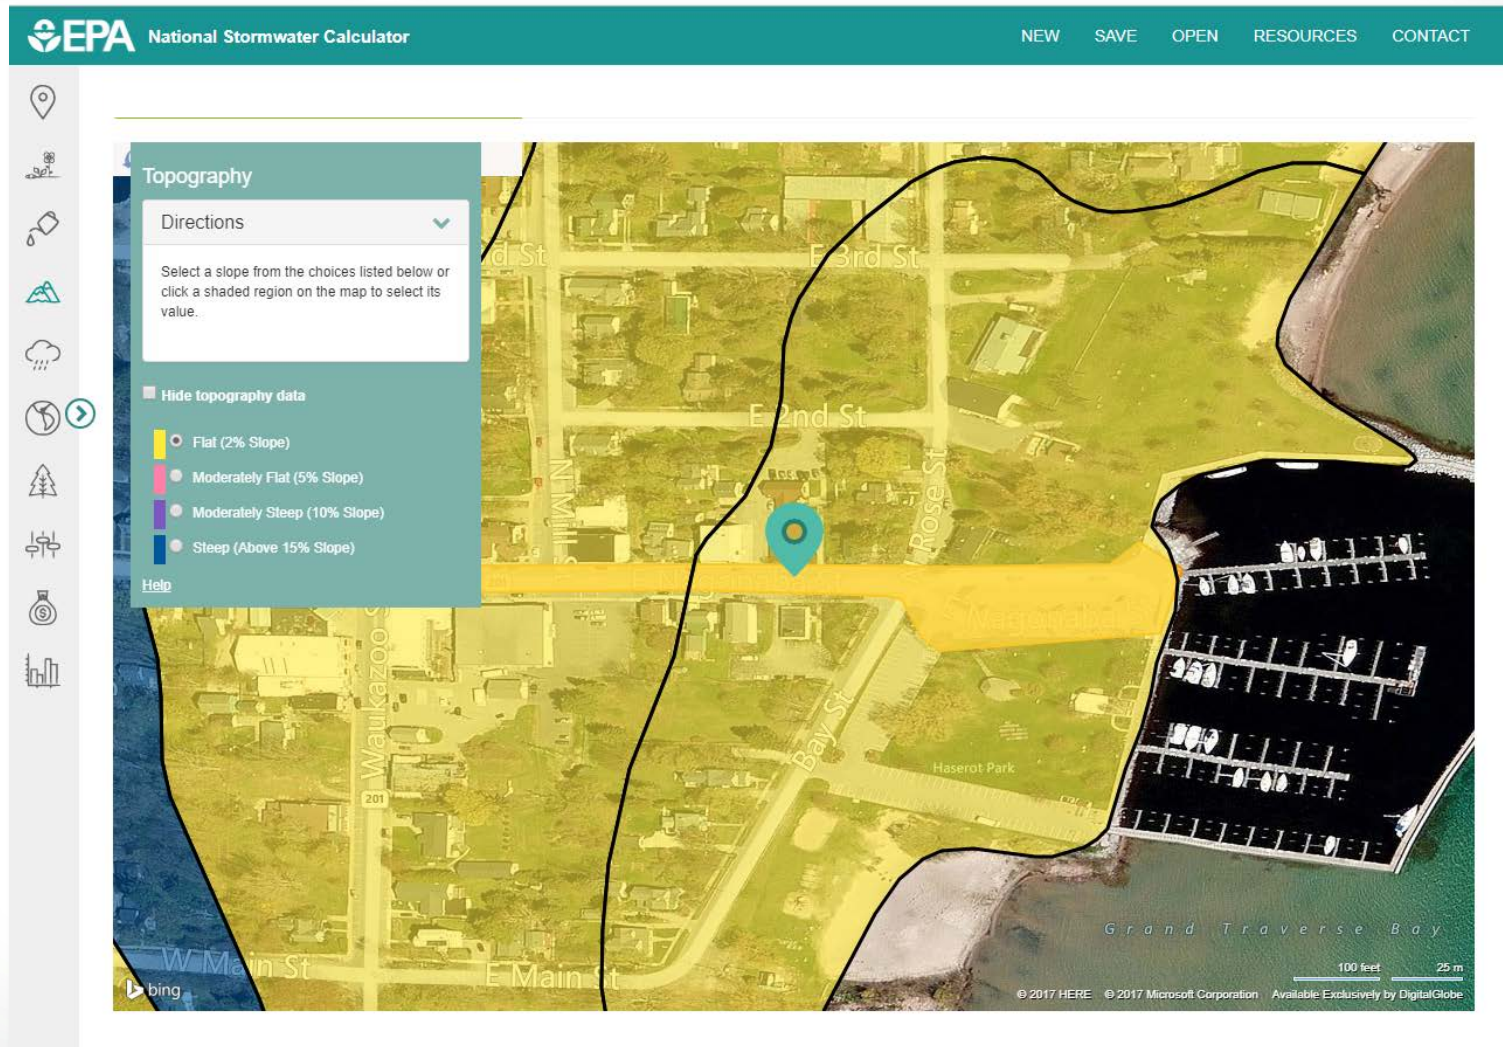 EPA National Stormwater Calculator
NEW SAVE OPEN RESOURCES CONTACT
Topography
Directions
Select a slope from the choices listed below or
click a shaded region on the map to select its
value.
Hide topography data
Flat (2% Slope)
Moderately Flat (5% Slope)
Moderately Steep (10% Slope)
Steep (Above 15% Slope)
Help
d St
E 3rd St
E 2nd St
N Mill
Rose St
Waukazoo S
Bay St
Haserot Park
201
W Main St
E Main St
Grand Traverse Bay
100 feet 25 m
bing
© 2017 HERE © 2017 Microsoft Corporation Available Exclusively by DigitalGlobe